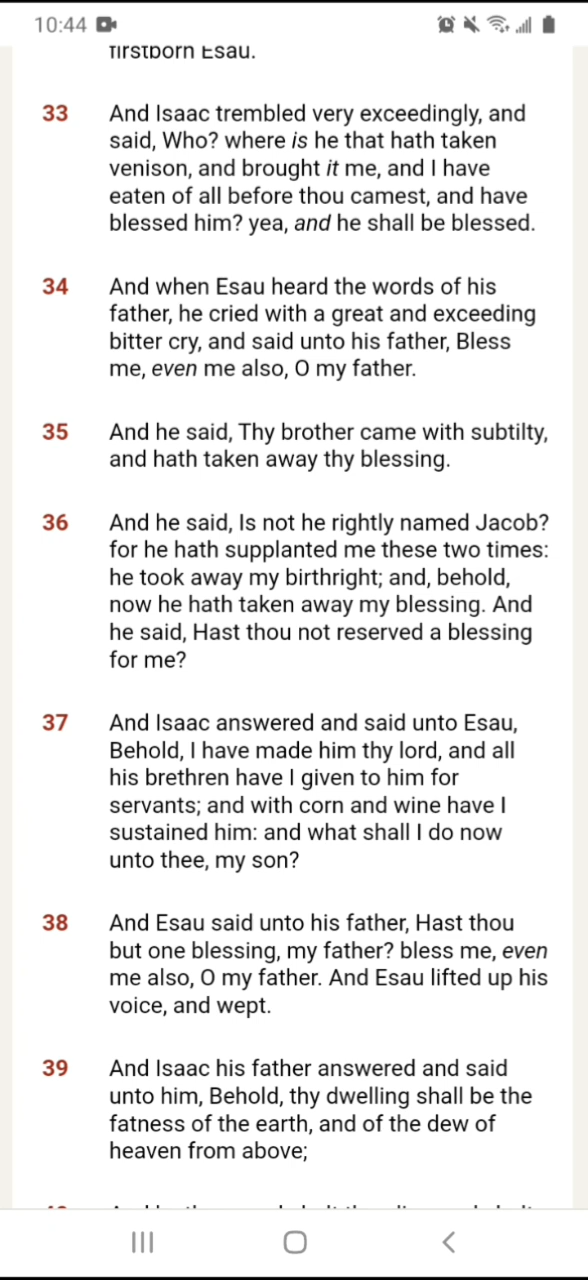 10:44
firstborn Esau.
33 And Isaac trembled very exceedingly, and
said, Who? where is he that hath taken
venison, and brought it me, and I have
eaten of all before thou camest, and have
blessed him? yea, and he shall be blessed.
34 And when Esau heard the words of his
father, he cried with a great and exceeding
bitter cry, and said unto his father, Bless
me, even me also, O my father.
35 And he said, Thy brother came with subtilty,
and hath taken away thy blessing.
36 And he said, Is not he rightly named Jacob?
for he hath supplanted me these two times:
he took away my birthright; and, behold,
now he hath taken away my blessing. And
he said, Hast thou not reserved a blessing
for me?
37 And Isaac answered and said unto Esau,
Behold, I have made him thy lord, and all
his brethren have I given to him for
servants; and with corn and wine have I
sustained him: and what shall I do now
unto thee, my son?
38 And Esau said unto his father, Hast thou
but one blessing, my father? bless me, even
me also, O my father. And Esau lifted up his
voice, and wept.
39 And Isaac his father answered and said
unto him, Behold, thy dwelling shall be the
fatness of the earth, and of the dew of
heaven from above;